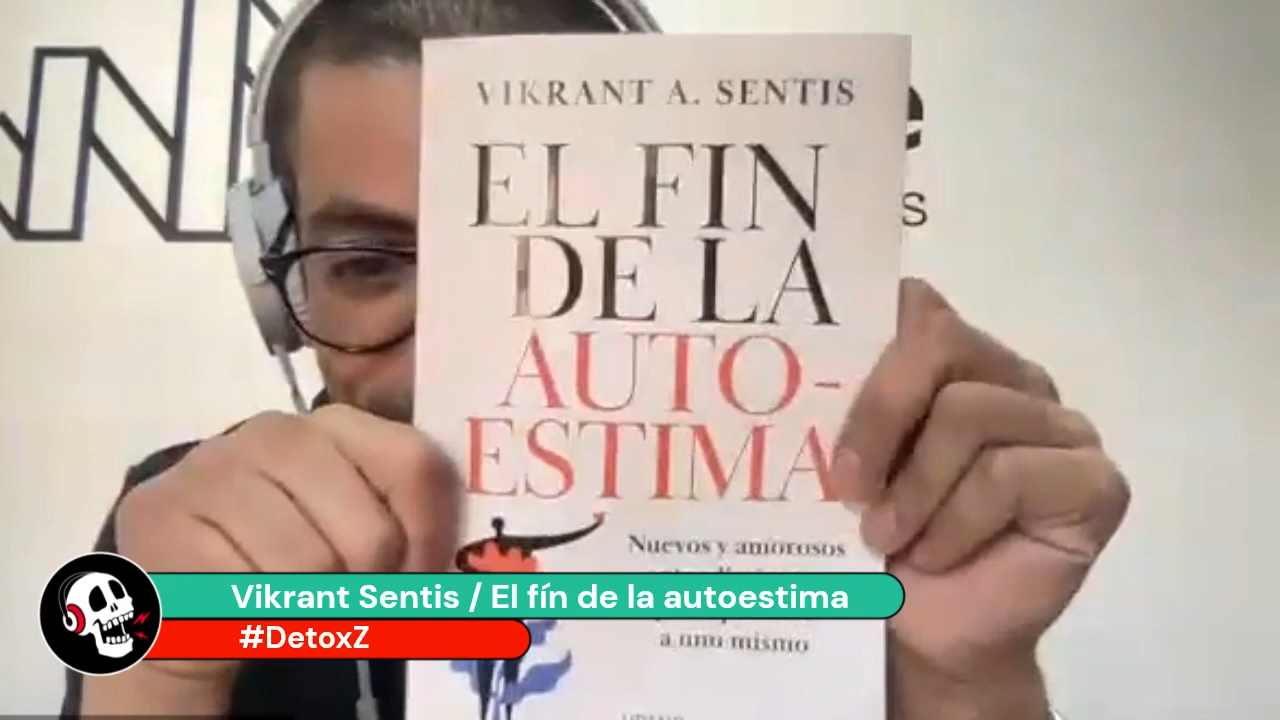 VIKRANT A. SENTIS
EL FIN
DE LA
AUTO-
ESTIMA
Nuevos y amorosos
a uno mismo
Vikrant Sentis / El fín de la autoestima
#DetoxZ